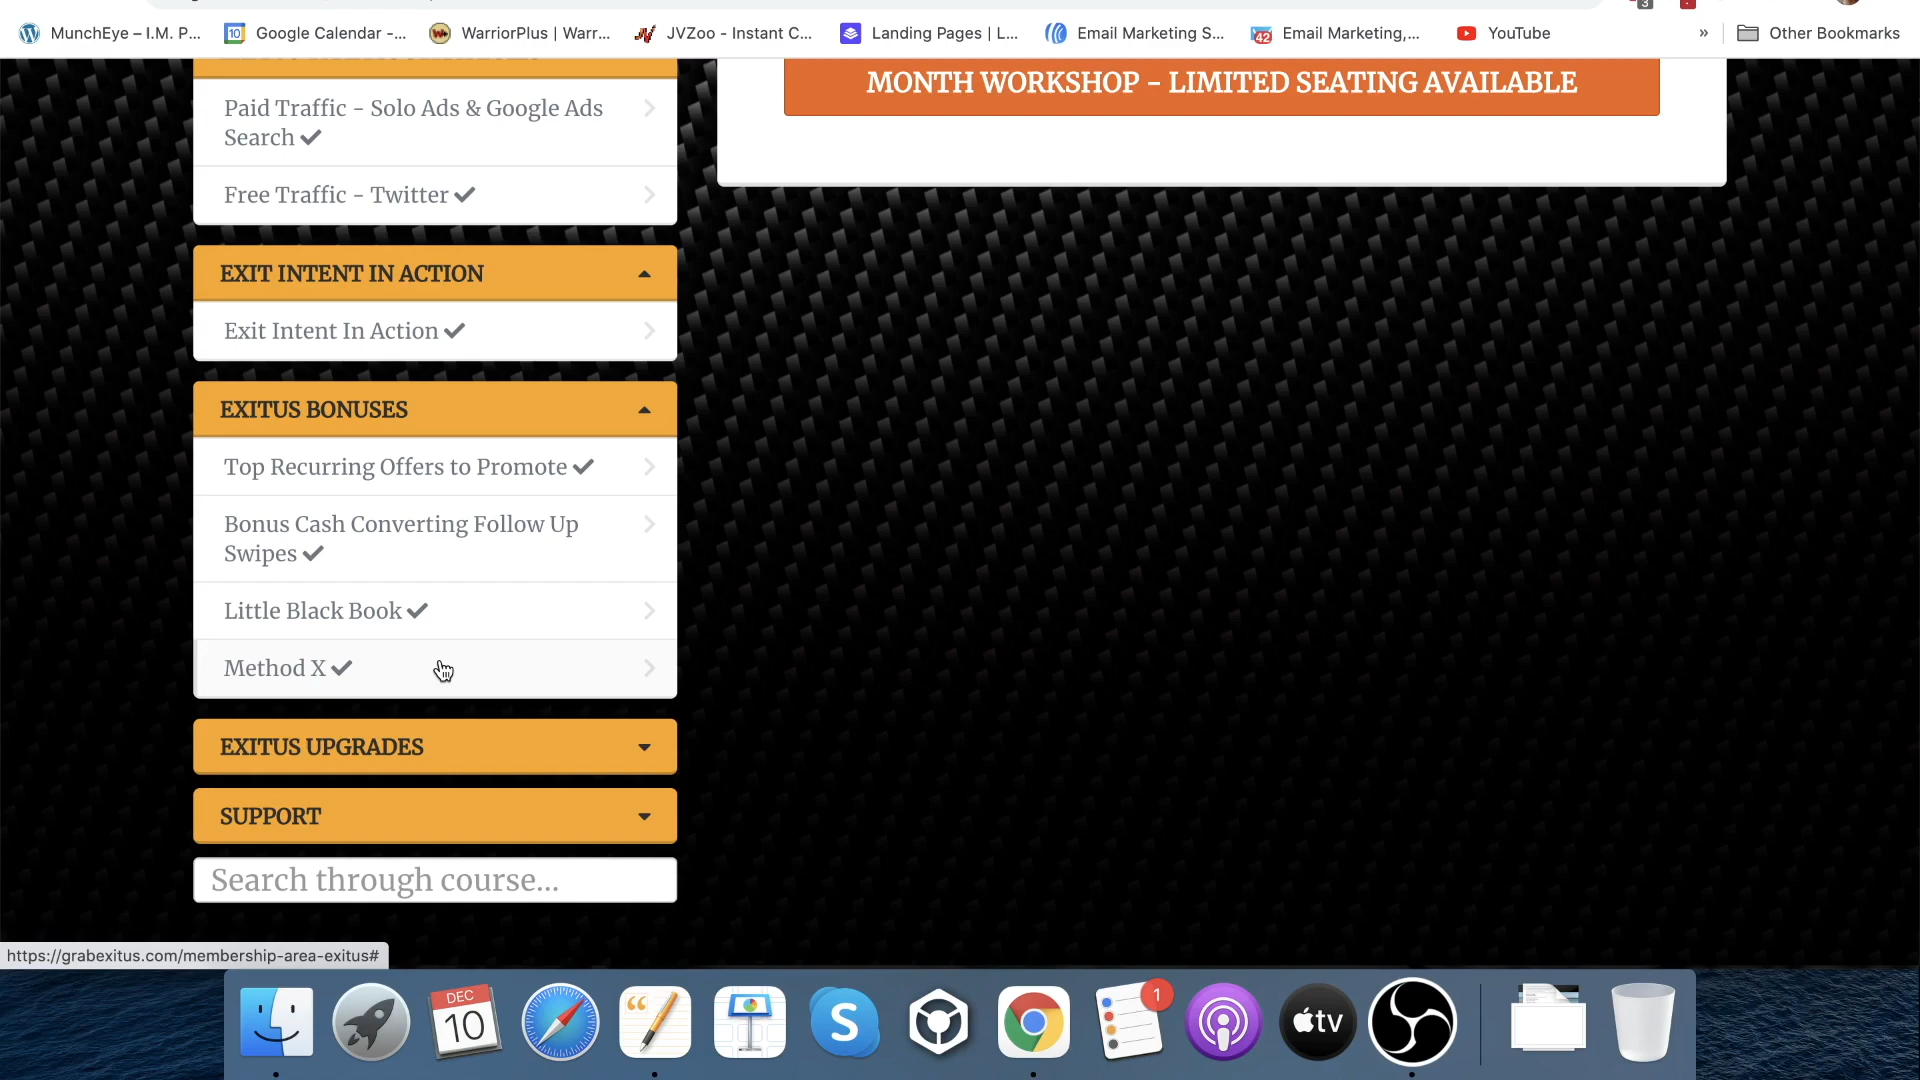 MunchEye – I.M. P...
Google Calendar -...
WarriorPlus | Warr...
JVZoo - Instant C...
Landing Pages | L...
Email Marketing S...
Email Marketing,...
YouTube
»
Other Bookmarks
3
Paid Traffic - Solo Ads & Google Ads
Search
Free Traffic - Twitter
EXIT INTENT IN ACTION
Exit Intent In Action
EXITUS BONUSES
Top Recurring Offers to Promote
Bonus Cash Converting Follow Up
Swipes
Little Black Book
Method X
EXITUS UPGRADES
SUPPORT
Search through course...
MONTH WORKSHOP - LIMITED SEATING AVAILABLE
https://grabexitus.com/membership-area-exitus#
DEC
10
S
1
tv